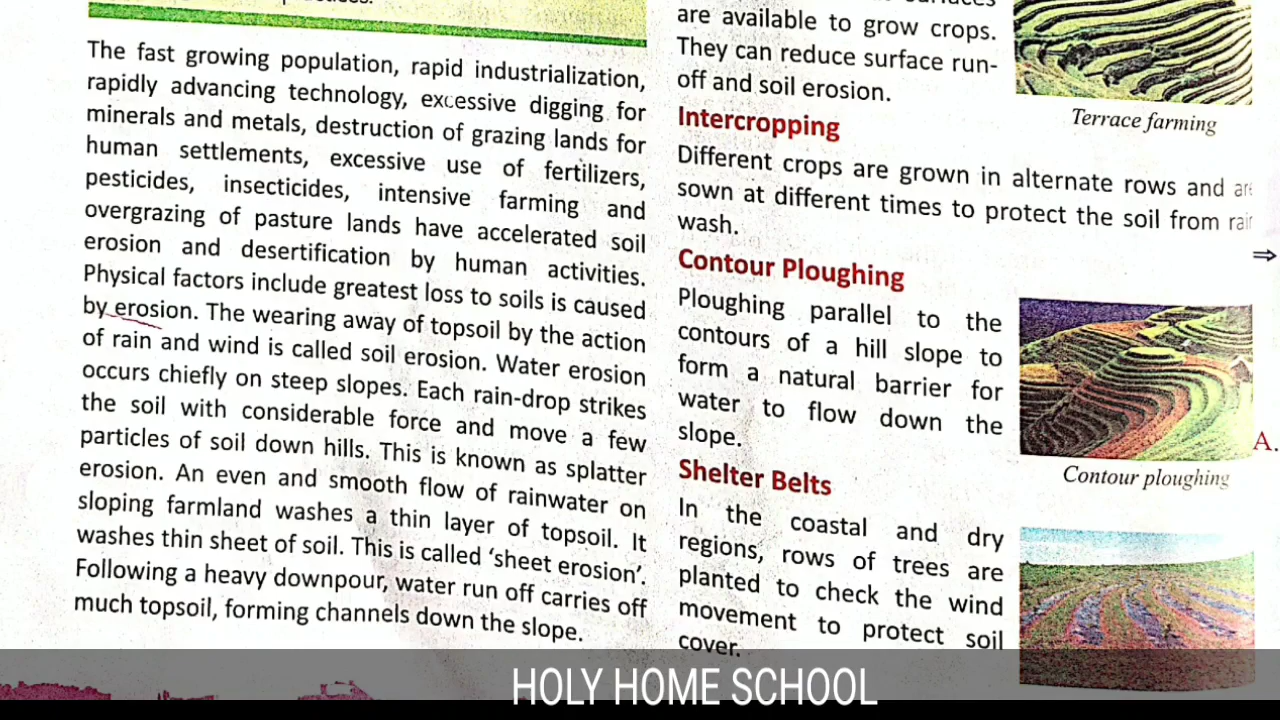 The fast growing population, rapid industrialization,
rapidly advancing technology, excessive digging for
minerals and metals, destruction of grazing lands for
human settlements, excessive use of fertilizers,
pesticides, insecticides, intensive farming and
overgrazing of pasture lands have accelerated soil
erosion and desertification by human activities.
Physical factors include greatest loss to soils is caused
by erosion. The wearing away of topsoil by the action
of rain and wind is called soil erosion. Water erosion
occurs chiefly on steep slopes. Each rain-drop strikes
the soil with considerable force and move a few
particles of soil down hills. This is known as splatter
erosion. An even and smooth flow of rainwater on
sloping farmland washes a thin layer of topsoil. It
washes thin sheet of soil. This is called ‘sheet erosion’.
Following a heavy downpour, water run off carries off
much topsoil, forming channels down the slope.
are available to grow crops.
They can reduce surface run-
off and soil erosion.
Terrace farming
Intercropping
Different crops are grown in alternate rows and are
sown at different times to protect the soil from rain
wash.
Contour Ploughing
Ploughing parallel to the
contours of a hill slope to
form a natural barrier for
water to flow down the
slope.
Contour ploughing
Shelter Belts
In the coastal and dry
regions, rows of trees are
planted to check the wind
movement to protect soil
cover.
⇒
A.
HOLY HOME SCHOOL